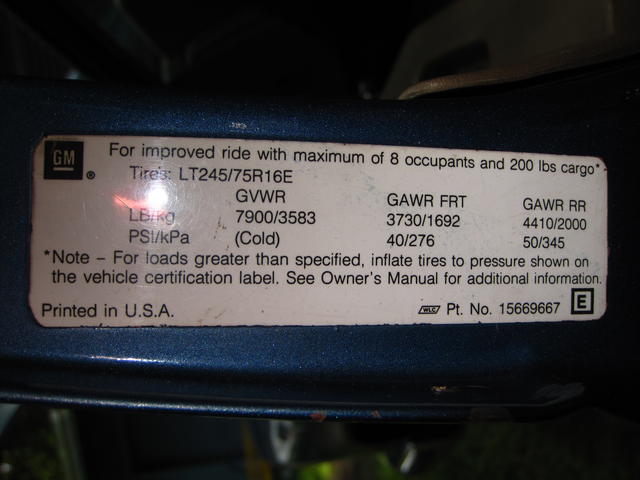 GM ® For improved ride with maximum of 8 occupants and 200 lbs cargo*
Tires: LT245/75R16E
GVWR GAWR FRT GAWR RR
LB/kg 7900/3583 3730/1692 4410/2000
PSI/kPa (Cold) 40/276 50/345
*Note – For loads greater than specified, inflate tires to pressure shown on
the vehicle certification label. See Owner's Manual for additional information.
Printed in U.S.A. WLC Pt. No. 15669667 E